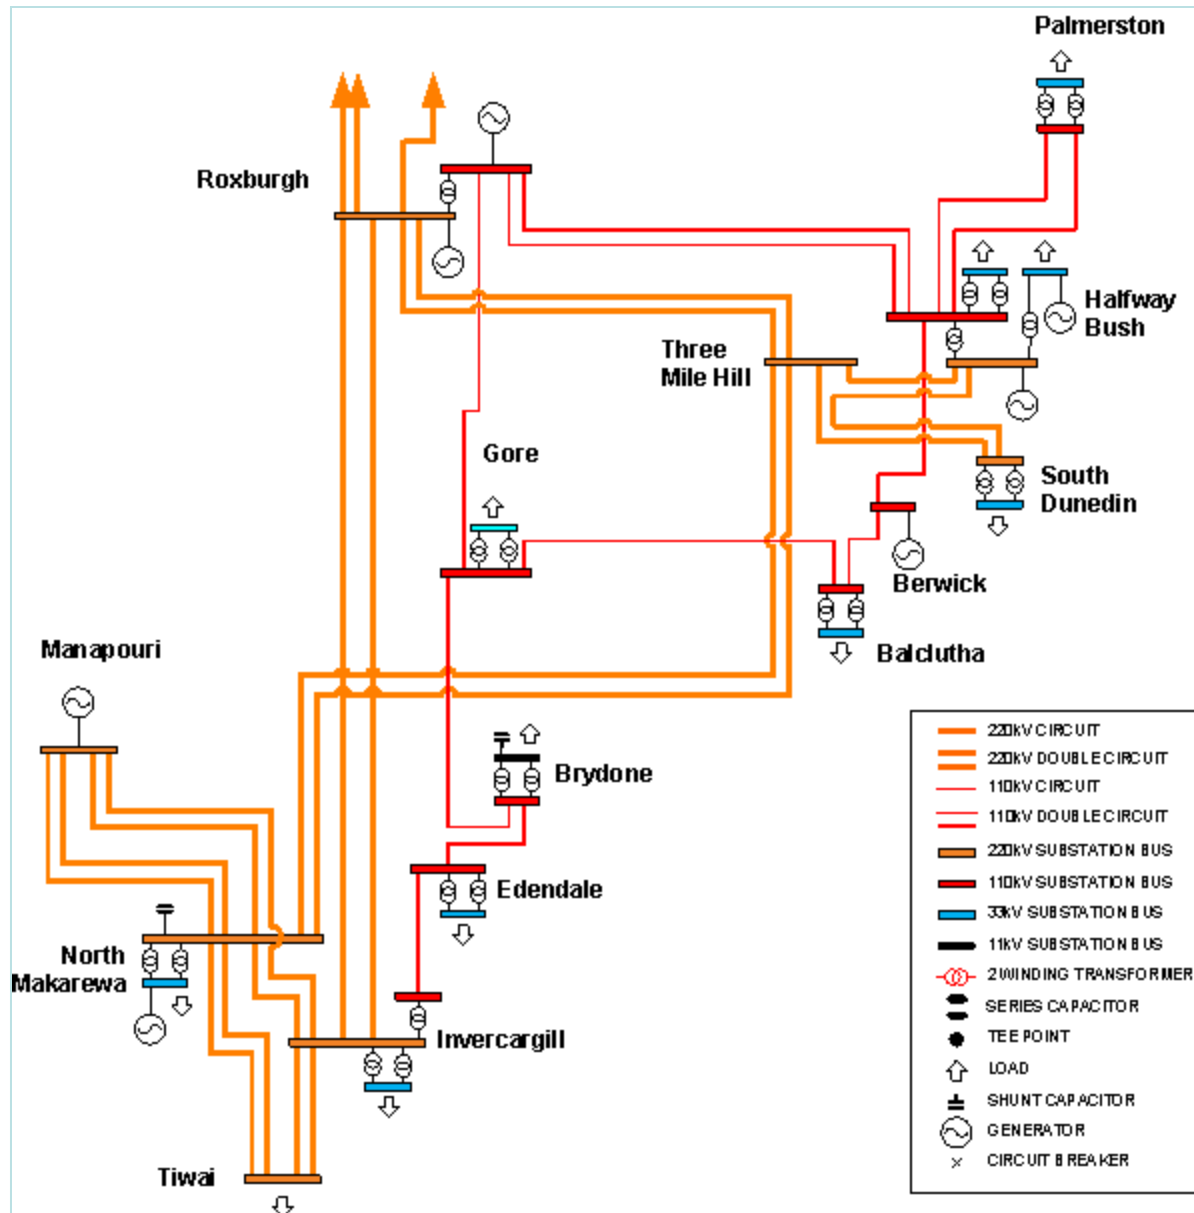 Palmerston
Roxburgh
Halfway
Bush
Three
Mile Hill
Gore
South
Dunedin
Berwick
Balclutha
Manapouri
Brydone
Edendale
North
Makarewa
Invercargill
Tiwai
220kV CIRCUIT
220kV DOUBLE CIRCUIT
110kV CIRCUIT
110kV DOUBLE CIRCUIT
220kV SUBSTATION BUS
110kV SUBSTATION BUS
33kV SUBSTATION BUS
11kV SUBSTATION BUS
2 WINDING TRANSFORMER
SERIES CAPACITOR
TEE POINT
LOAD
SHUNT CAPACITOR
GENERATOR
CIRCUIT BREAKER